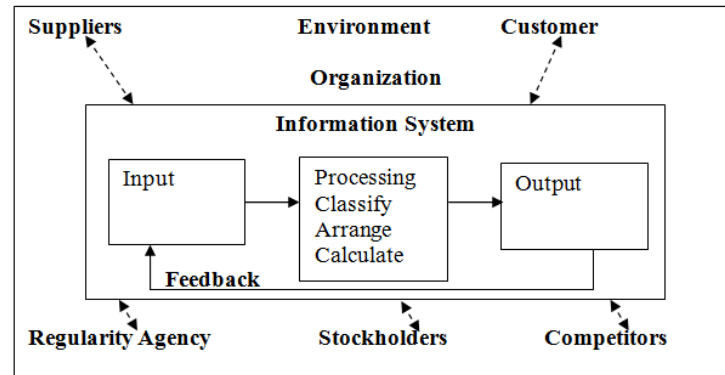 Suppliers Environment Customer
Organization
Information System
Input
Processing
Classify
Arrange
Calculate
Output
Feedback
Regularity Agency Stockholders Competitors